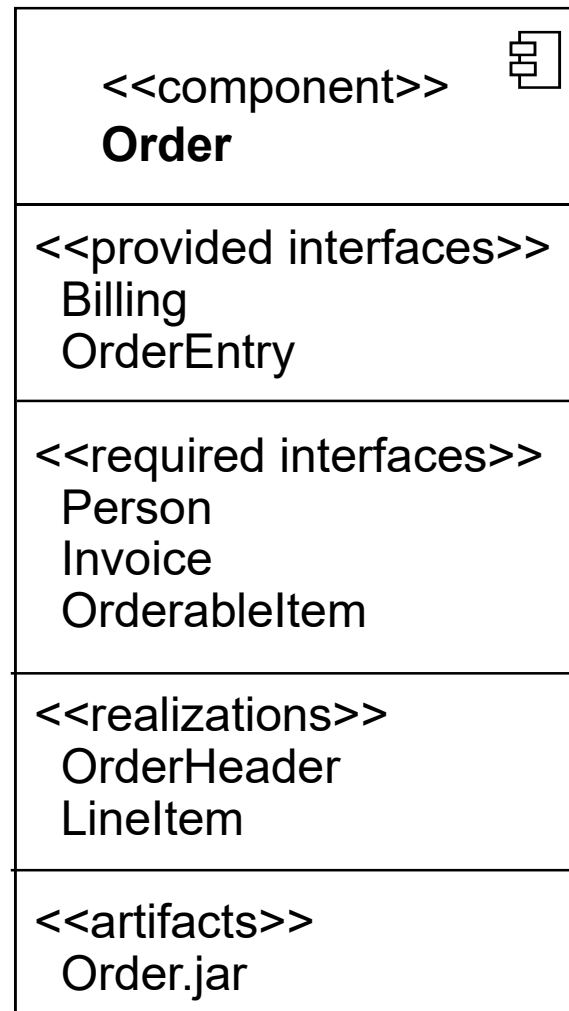 <<component>>
Order
<<provided interfaces>>
Billing
OrderEntry
<<required interfaces>>
Person
Invoice
OrderableItem
<<realizations>>
OrderHeader
LineItem
<<artifacts>>
Order.jar